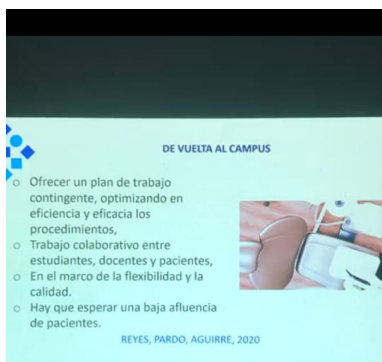 DE VUELTA AL CAMPUS
○ Ofrecer un plan de trabajo
contingente, optimizando en
eficiencia y eficacia los
procedimientos,
○ Trabajo colaborativo entre
estudiantes, docentes y pacientes,
○ En el marco de la flexibilidad y la
calidad.
○ Hay que esperar una baja afluencia
de pacientes.
REYES, PARDO, AGUIRRE, 2020